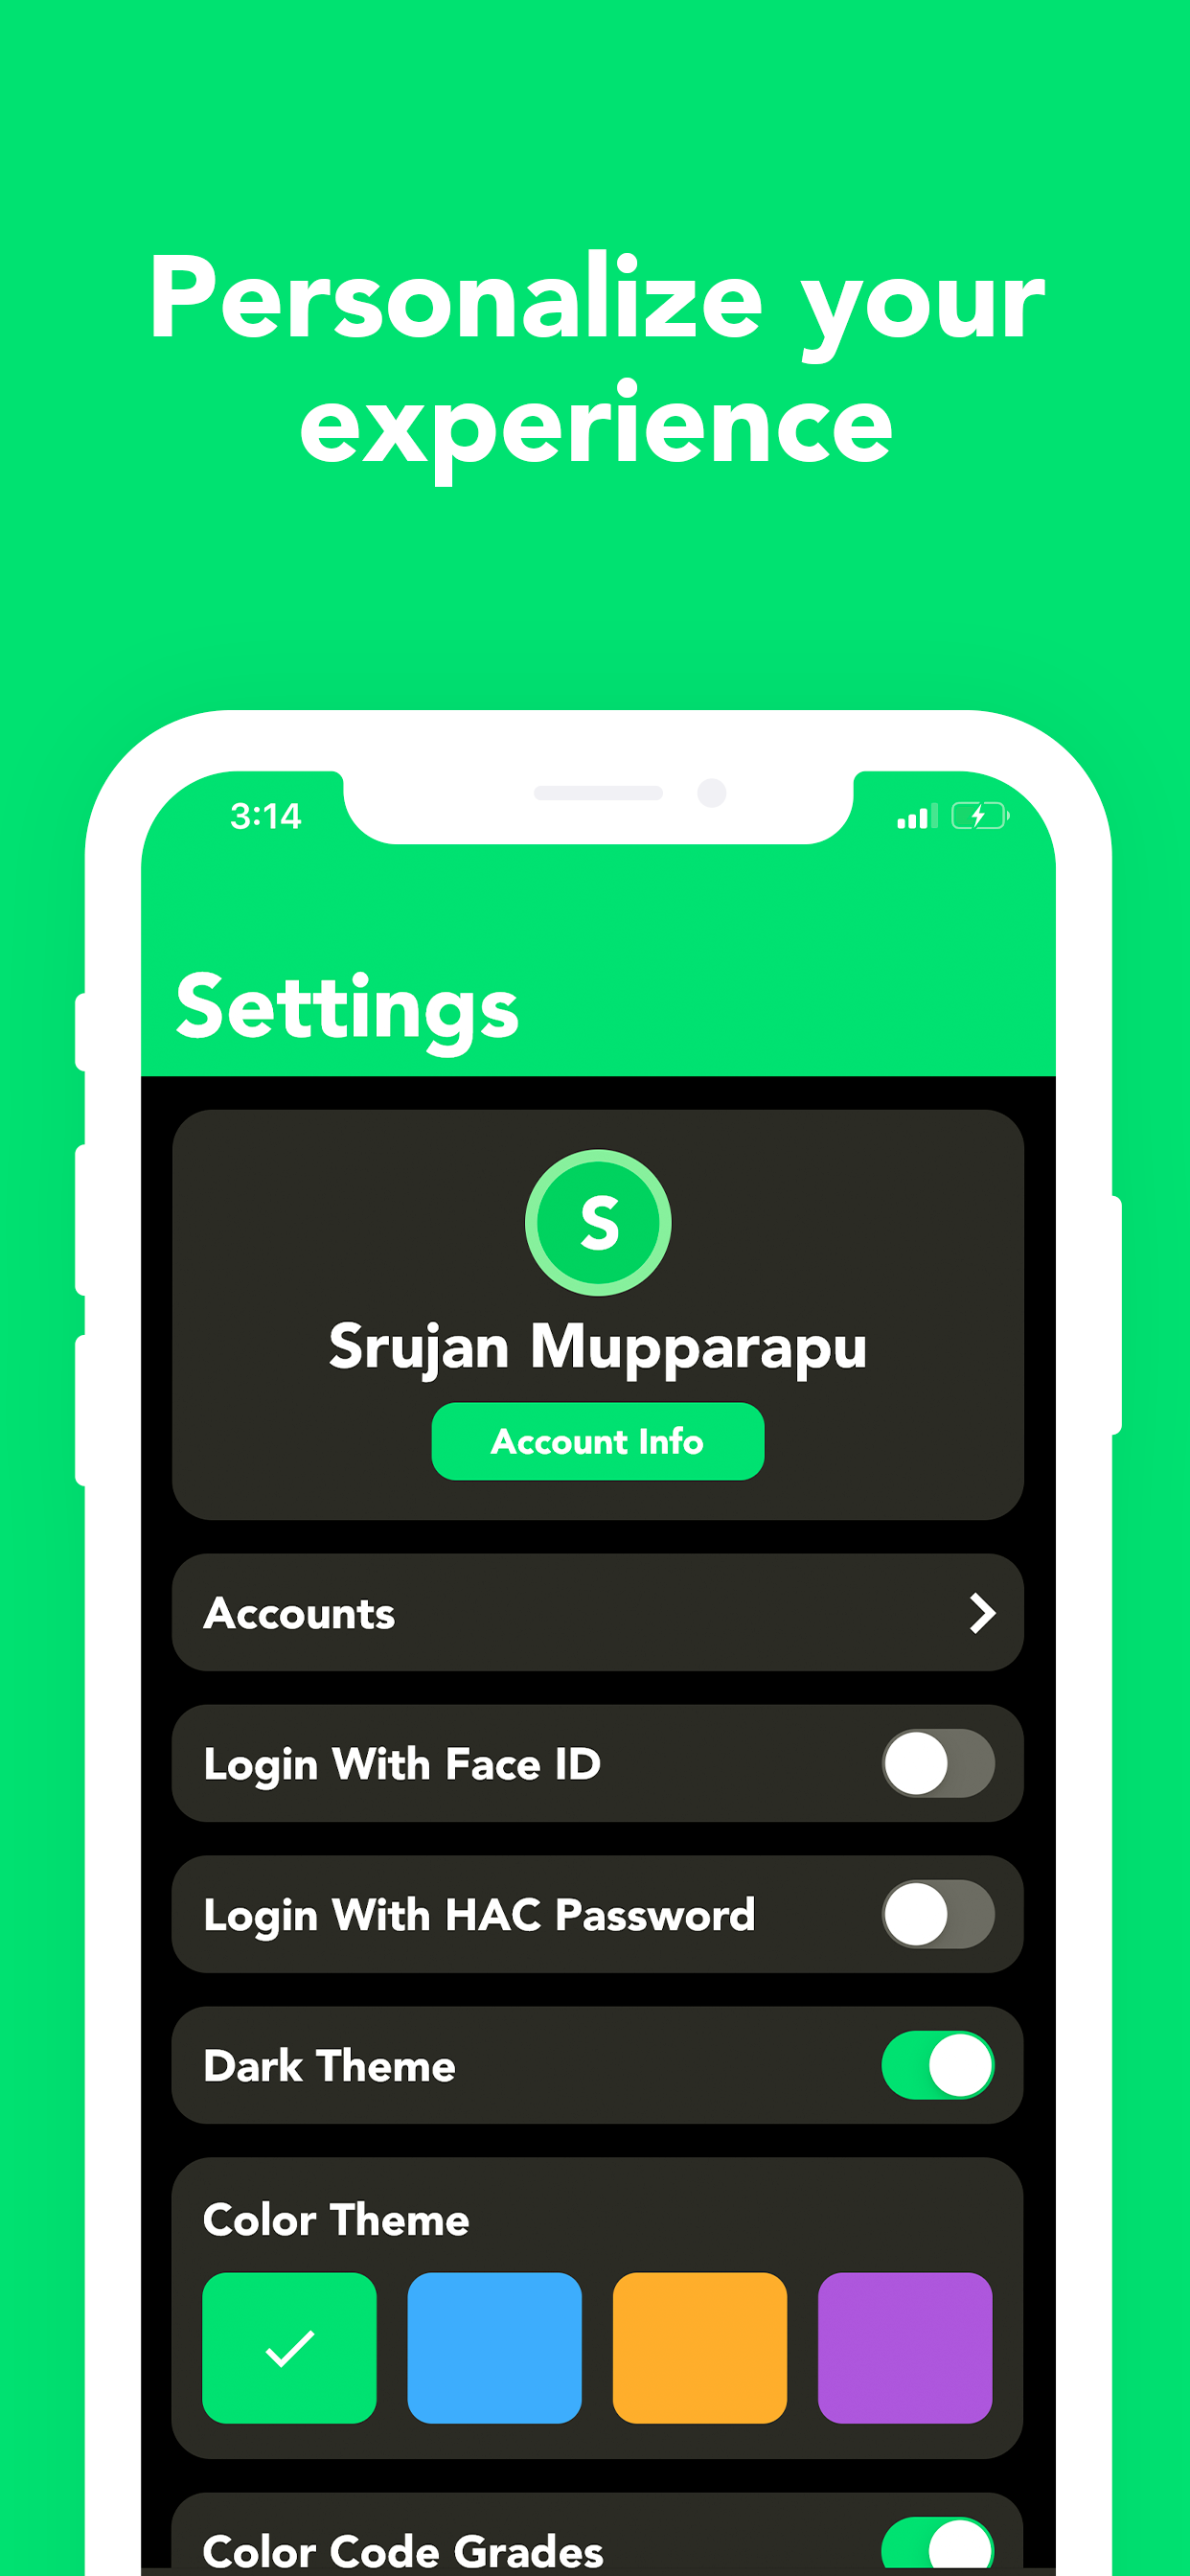 Personalize your
experience
3:14
Settings
S
Srujan Mupparapu
Account Info
Accounts
Login With Face ID
Login With HAC Password
Dark Theme
Color Theme
Color Code Grades